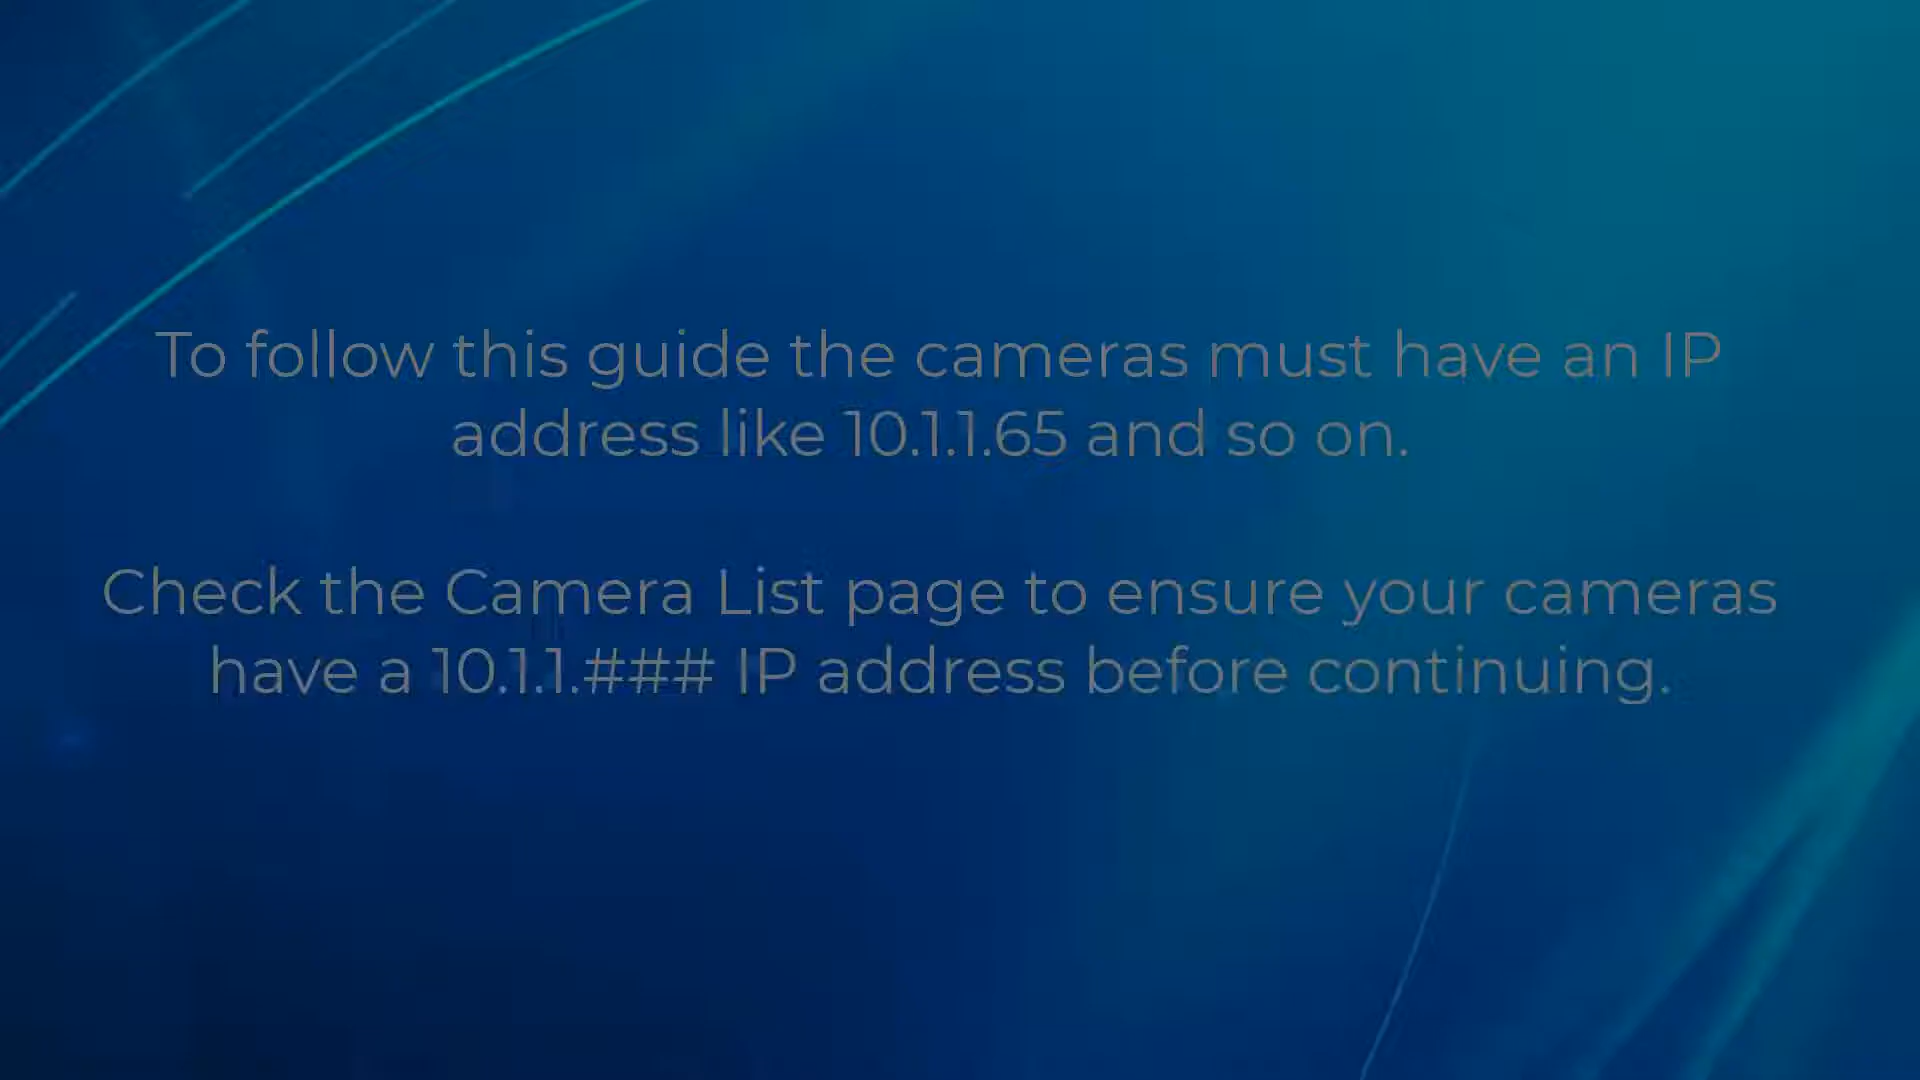 To follow this guide the cameras must have an IP
address like 10.1.1.65 and so on.
Check the Camera List page to ensure your cameras
have a 10.1.1.### IP address before continuing.